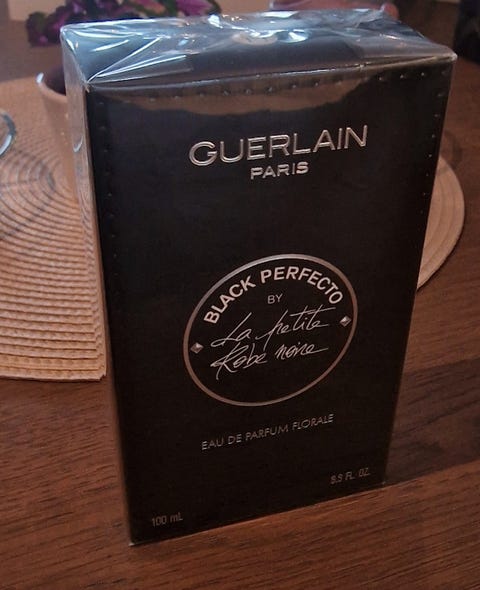 GUERLAIN
PARIS
BLACK PERFECTO
BY
La petite
Robe noire
EAU DE PARFUM FLORALE
100 mL
3.3 FL. OZ.